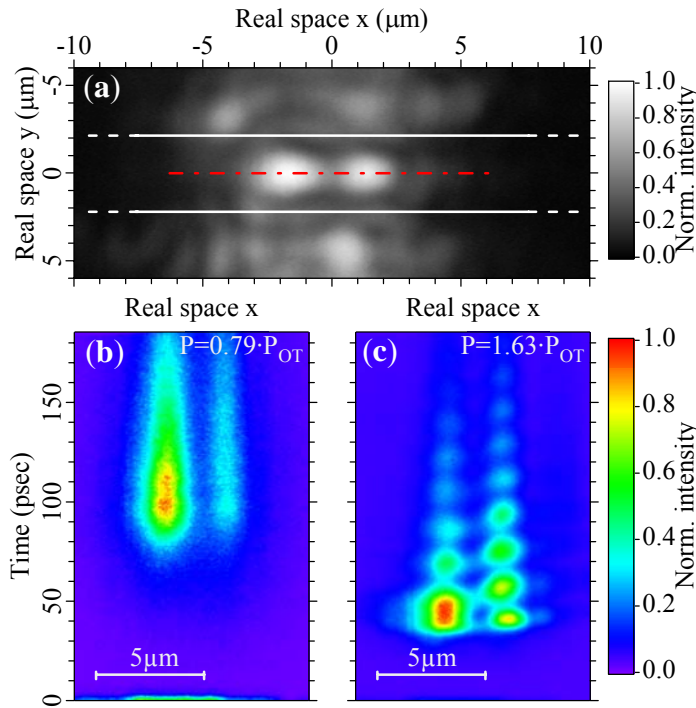 Real space x (μm)
-10 -5 0 5 10
(a)
Real space y (μm)
-5 0 5
Norm. intensity
1.0
0.8
0.6
0.4
0.2
0.0
Real space x Real space x
(b) P=0.79·P_OT
(c) P=1.63·P_OT
Time (psec)
150
100
50
0
5μm
5μm
Norm. intensity
1.0
0.8
0.6
0.4
0.2
0.0